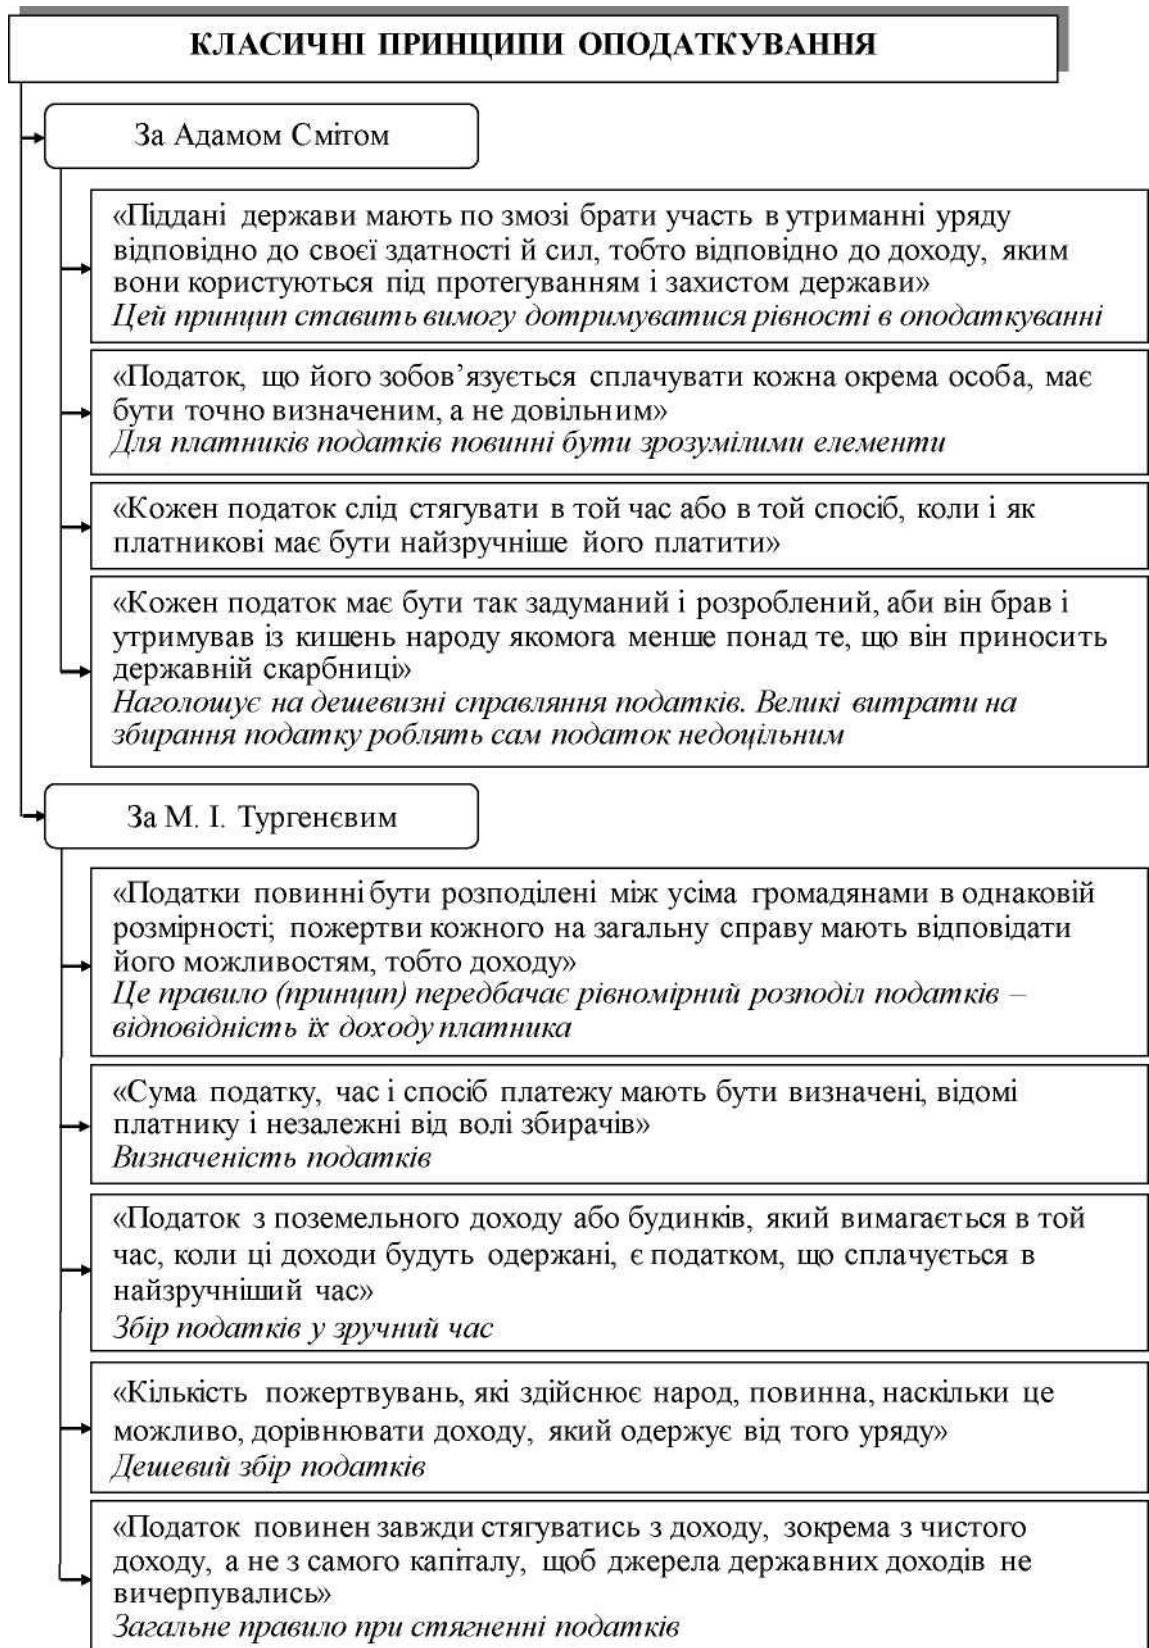 КЛАСИЧНІ ПРИНЦИПИ ОПОДАТКУВАННЯ
За Адамом Смітом
«Піддані держави мають по змозі брати участь в утриманні уряду
відповідно до своєї здатності й сил, тобто відповідно до доходу, яким
вони користуються під протегуванням і захистом держави»
Цей принцип ставить вимогу дотримуватися рівності в оподаткуванні
«Податок, що його зобов’язується сплачувати кожна окрема особа, має
бути точно визначеним, а не довільним»
Для платників податків повинні бути зрозумілими елементи
«Кожен податок слід стягувати в той час або в той спосіб, коли і як
платникові має бути найзручніше його платити»
«Кожен податок має бути так задуманий і розроблений, аби він брав і
утримував із кишень народу якомога менше понад те, що він приносить
державній скарбниці»
Наголошує на дешевизні справляння податків. Великі витрати на
збирання податку роблять сам податок недоцільним
За М. І. Тургенєвим
«Податки повинні бути розподілені між усіма громадянами в однаковій
розмірності; пожертви кожного на загальну справу мають відповідати
його можливостям, тобто доходу»
Це правило (принцип) передбачає рівномірний розподіл податків –
відповідність їх доходу платника
«Сума податку, час і спосіб платежу мають бути визначені, відомі
платнику і незалежні від волі збирачів»
Визначеність податків
«Податок з поземельного доходу або будинків, який вимагається в той
час, коли ці доходи будуть одержані, є податком, що сплачується в
найзручніший час»
Збір податків у зручний час
«Кількість пожертвувань, які здійснює народ, повинна, наскільки це
можливо, дорівнювати доходу, який одержує від того уряду»
Дешевий збір податків
«Податок повинен завжди стягуватись з доходу, зокрема з чистого
доходу, а не з самого капіталу, щоб джерела державних доходів не
вичерпувались»
Загальне правило при стягненні податків